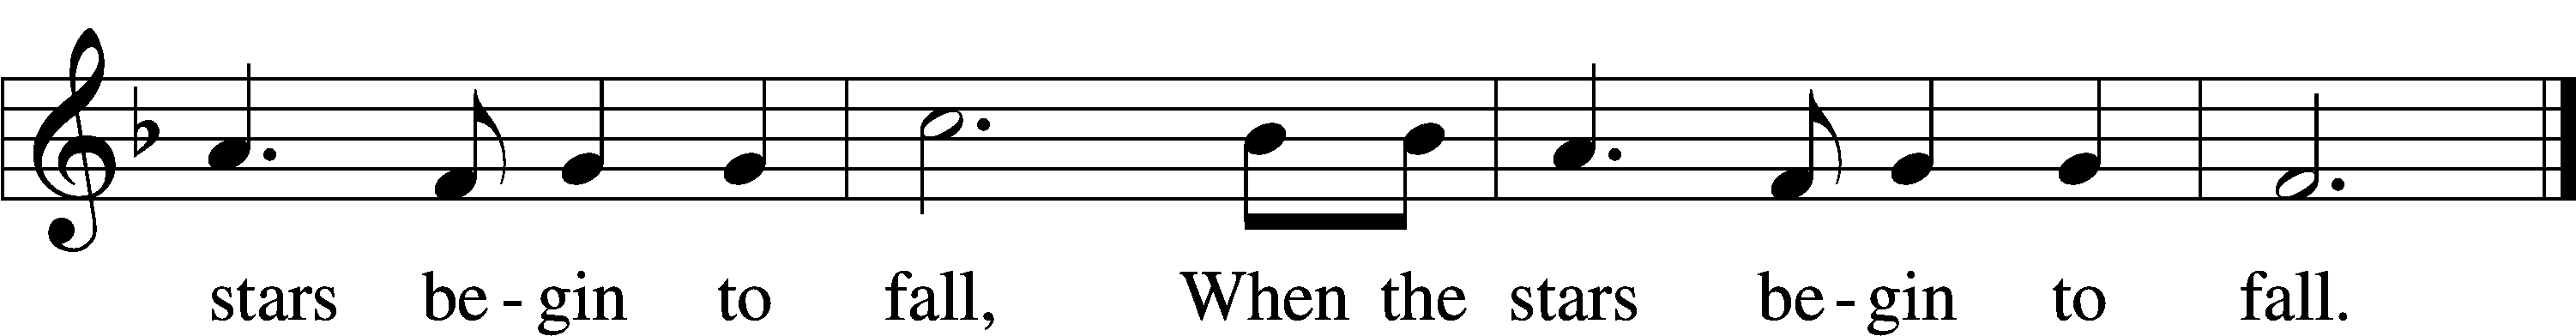 stars be - gin to fall, When the stars be - gin to fall.